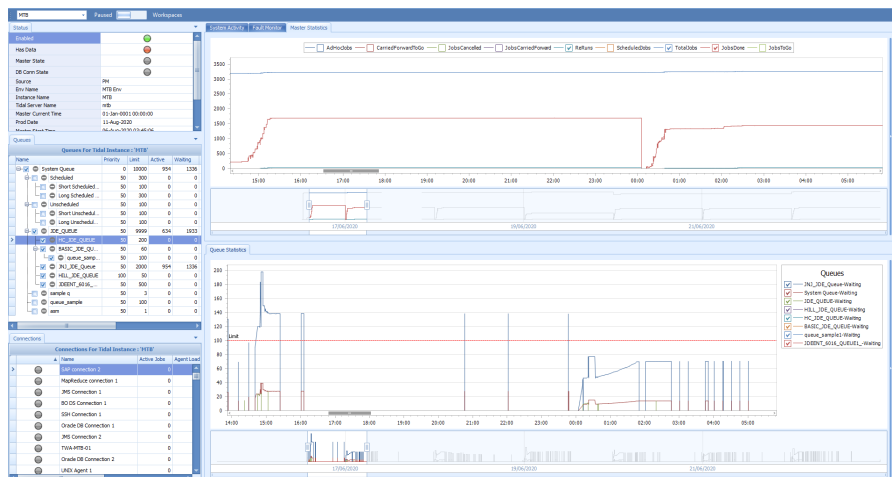 MTB Paused Workspaces
Status
Enabled
Has Data
Master State
DB Conn State
Source PM
Env Name MTB Env
Instance Name MTB
Tidal Server Name mtb
Master Current Time 01-Jan-0001 00:00:00
Prod Date 11-Aug-2020
Queues
Queues For Tidal Instance : 'MTB'
Name Priority Limit Active Waiting
System Queue 0 10000 954 1336
Scheduled 50 300 0 0
Short Scheduled ... 50 100 0 0
Long Scheduled ... 50 300 0 0
Unscheduled 50 100 0 0
Short Unschedul... 50 100 0 0
Long Unschedul... 50 100 0 0
JDE_QUEUE 50 9999 634 1933
HC_JDE_QUEUE 50 200 0 0
BASIC_JDE_QU... 50 60 0 0
queue_samp... 50 100 0 0
JNJ_JDE_Queue 50 2000 954 1336
HILL_JDE_QUEUE 100 50 0 0
JDEENT_6016_... 50 500 0 0
sample q 50 3 0 0
queue_sample 50 100 0 0
asm 50 1 0 0
Connections
Connections For Tidal Instance : 'MTB'
Name Active Jobs Agent Load
SAP connection 2 0
MapReduce connection 1 0
JMS Connection 1 0
BO DS Connection 1 0
SSH Connection 1 0
Oracle DB Connection 1 0
JMS Connection 2 0
TWA-MTB-01 0
Oracle DB Connection 2 0
UNIX Agent 1 0
System Activity Fault Monitor Master Statistics
AdHocJobs CarriedForwardToGo JobsCancelled JobsCarriedForward ReRuns ScheduledJobs TotalJobs JobsDone JobsToGo
3500
3000
2500
2000
1500
1000
500
0
15:00 16:00 17:00 18:00 19:00 20:00 21:00 22:00 23:00 00:00 01:00 02:00 03:00 04:00 05:00
17/06/2020 19/06/2020 21/06/2020
Queue Statistics
200
180
160
140
120
100
80
60
40
20
0
Limit
14:00 15:00 16:00 17:00 18:00 19:00 20:00 21:00 22:00 23:00 00:00 01:00 02:00 03:00 04:00 05:00
17/06/2020 19/06/2020 21/06/2020
Queues
JNJ_JDE_Queue-Waiting
System Queue-Waiting
JDE_QUEUE-Waiting
HILL_JDE_QUEUE-Waiting
HC_JDE_QUEUE-Waiting
BASIC_JDE_QUEUE-Waiting
queue_sample1-Waiting
JDEENT_6016_QUEUE1_-Waiting